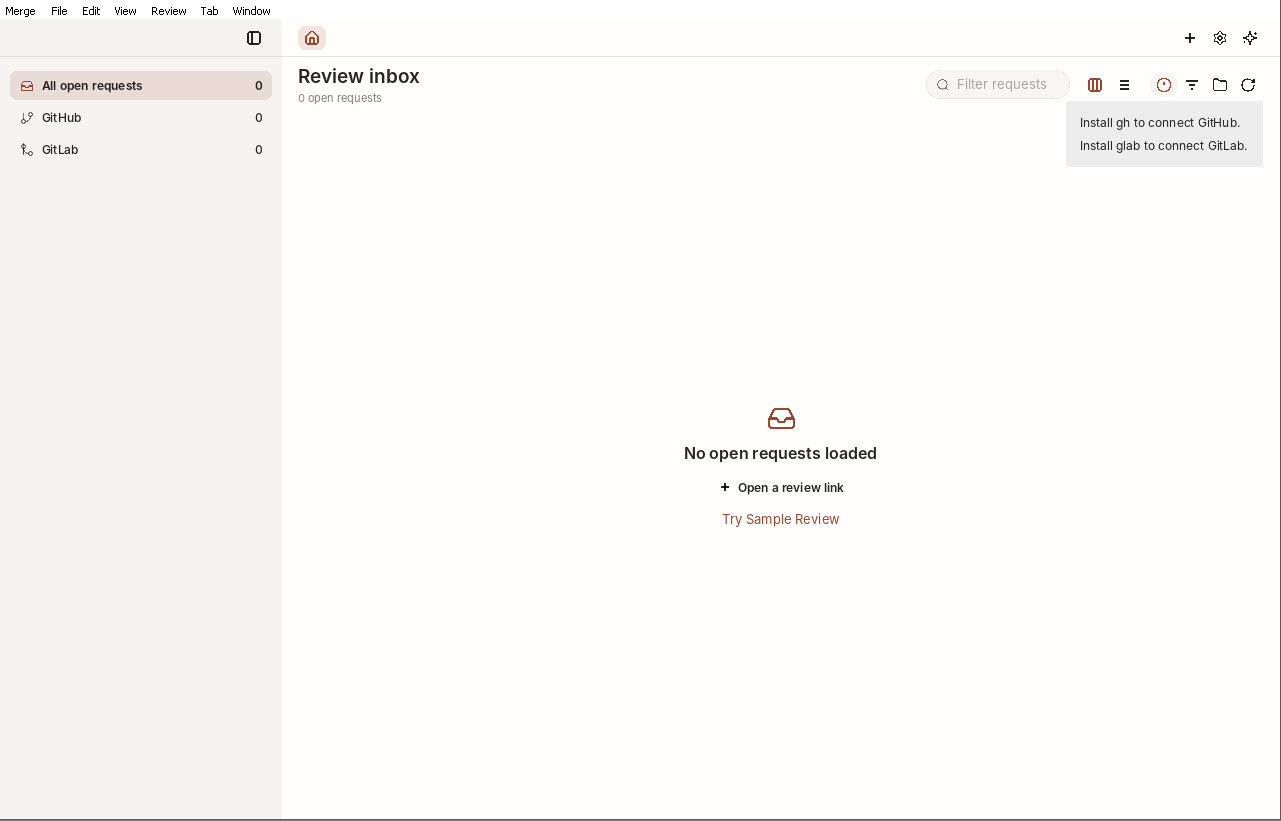 Merge File Edit View Review Tab Window
All open requests 0
GitHub 0
GitLab 0
Review inbox
0 open requests
Filter requests
Install gh to connect GitHub.
Install glab to connect GitLab.
No open requests loaded
Open a review link
Try Sample Review